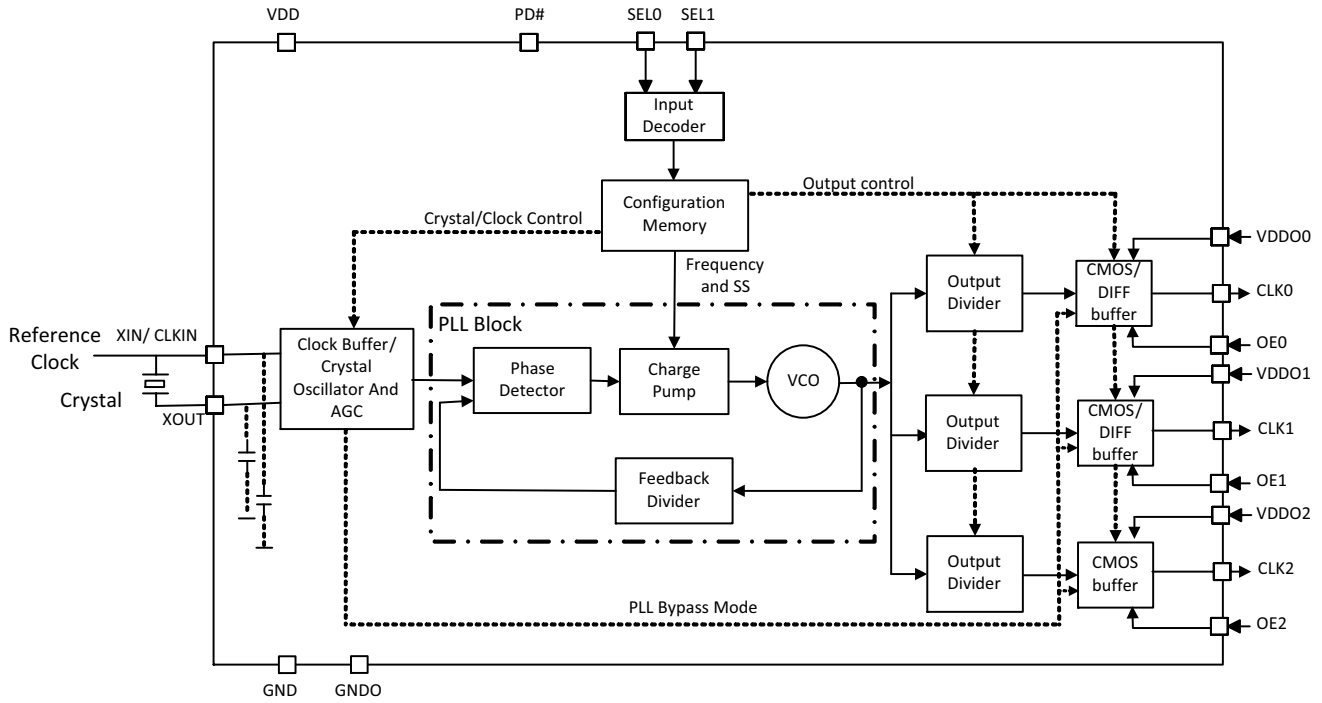 VDD
PD#
SEL0
SEL1
Input
Decoder
Configuration
Memory
Output control
Crystal/Clock Control
Frequency
and SS
VDDO0
CMOS/
DIFF
buffer
CLK0
Output
Divider
OE0
PLL Block
Reference
Clock
XIN/ CLKIN
Crystal
XOUT
Clock Buffer/
Crystal
Oscillator And
AGC
Phase
Detector
Charge
Pump
VCO
VDDO1
Output
Divider
CMOS/
DIFF
buffer
CLK1
Feedback
Divider
OE1
VDDO2
Output
Divider
CMOS
buffer
CLK2
PLL Bypass Mode
OE2
GND
GNDO